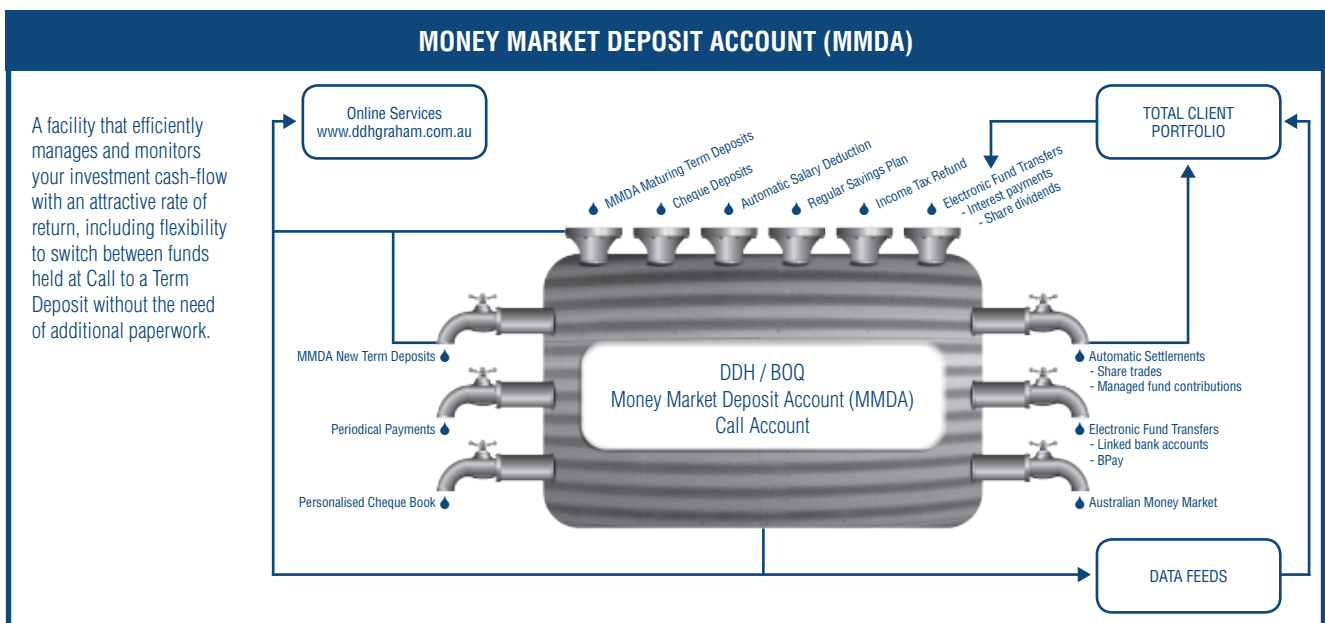 MONEY MARKET DEPOSIT ACCOUNT (MMDA)
A facility that efficiently
manages and monitors
your investment cash-flow
with an attractive rate of
return, including flexibility
to switch between funds
held at Call to a Term
Deposit without the need
of additional paperwork.
Online Services
www.ddhgraham.com.au
MMDA Maturing Term Deposits
Cheque Deposits
Automatic Salary Deduction
Regular Savings Plan
Income Tax Refund
Electronic Fund Transfers
- Interest payments
- Share dividends
TOTAL CLIENT
PORTFOLIO
MMDA New Term Deposits
Periodical Payments
Personalised Cheque Book
DDH / BOQ
Money Market Deposit Account (MMDA)
Call Account
Automatic Settlements
- Share trades
- Managed fund contributions
Electronic Fund Transfers
- Linked bank accounts
- BPay
Australian Money Market
DATA FEEDS